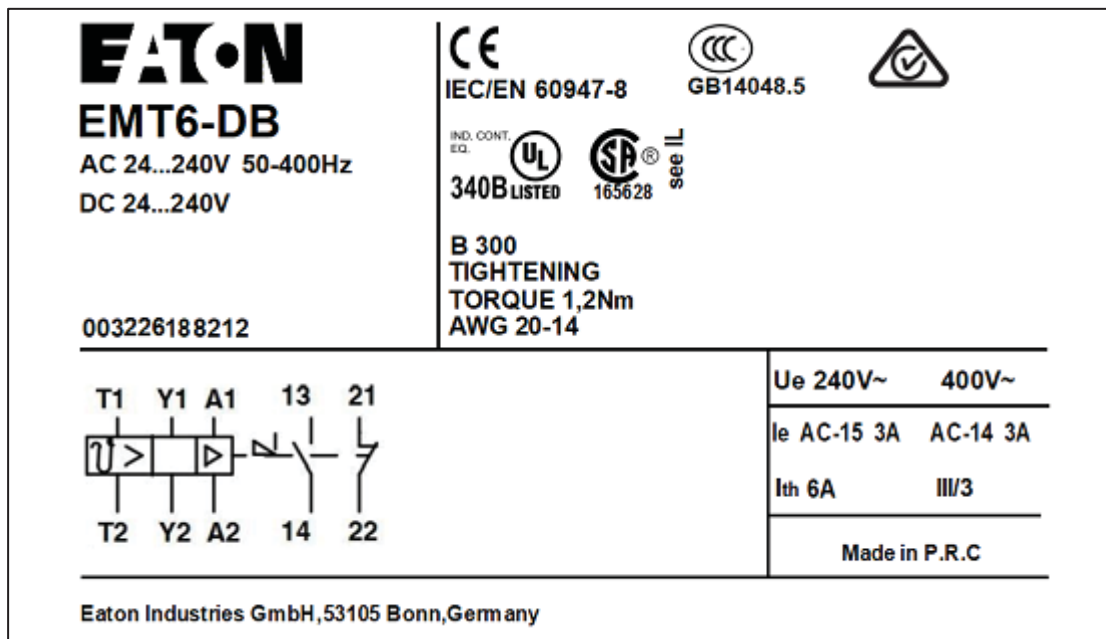 EATON
EMT6-DB
AC 24...240V 50-400Hz
DC 24...240V
003226188212
CE
IEC/EN 60947-8
CCC
GB14048.5
IND. CONT.
EQ.
340B
UL
LISTED
SA ®
165628
see IL
B 300
TIGHTENING
TORQUE 1,2Nm
AWG 20-14
T1 Y1 A1 13 21
T2 Y2 A2 14 22
Ue 240V~ 400V~
Ie AC-15 3A AC-14 3A
Ith 6A III/3
Made in P.R.C
Eaton Industries GmbH,53105 Bonn,Germany